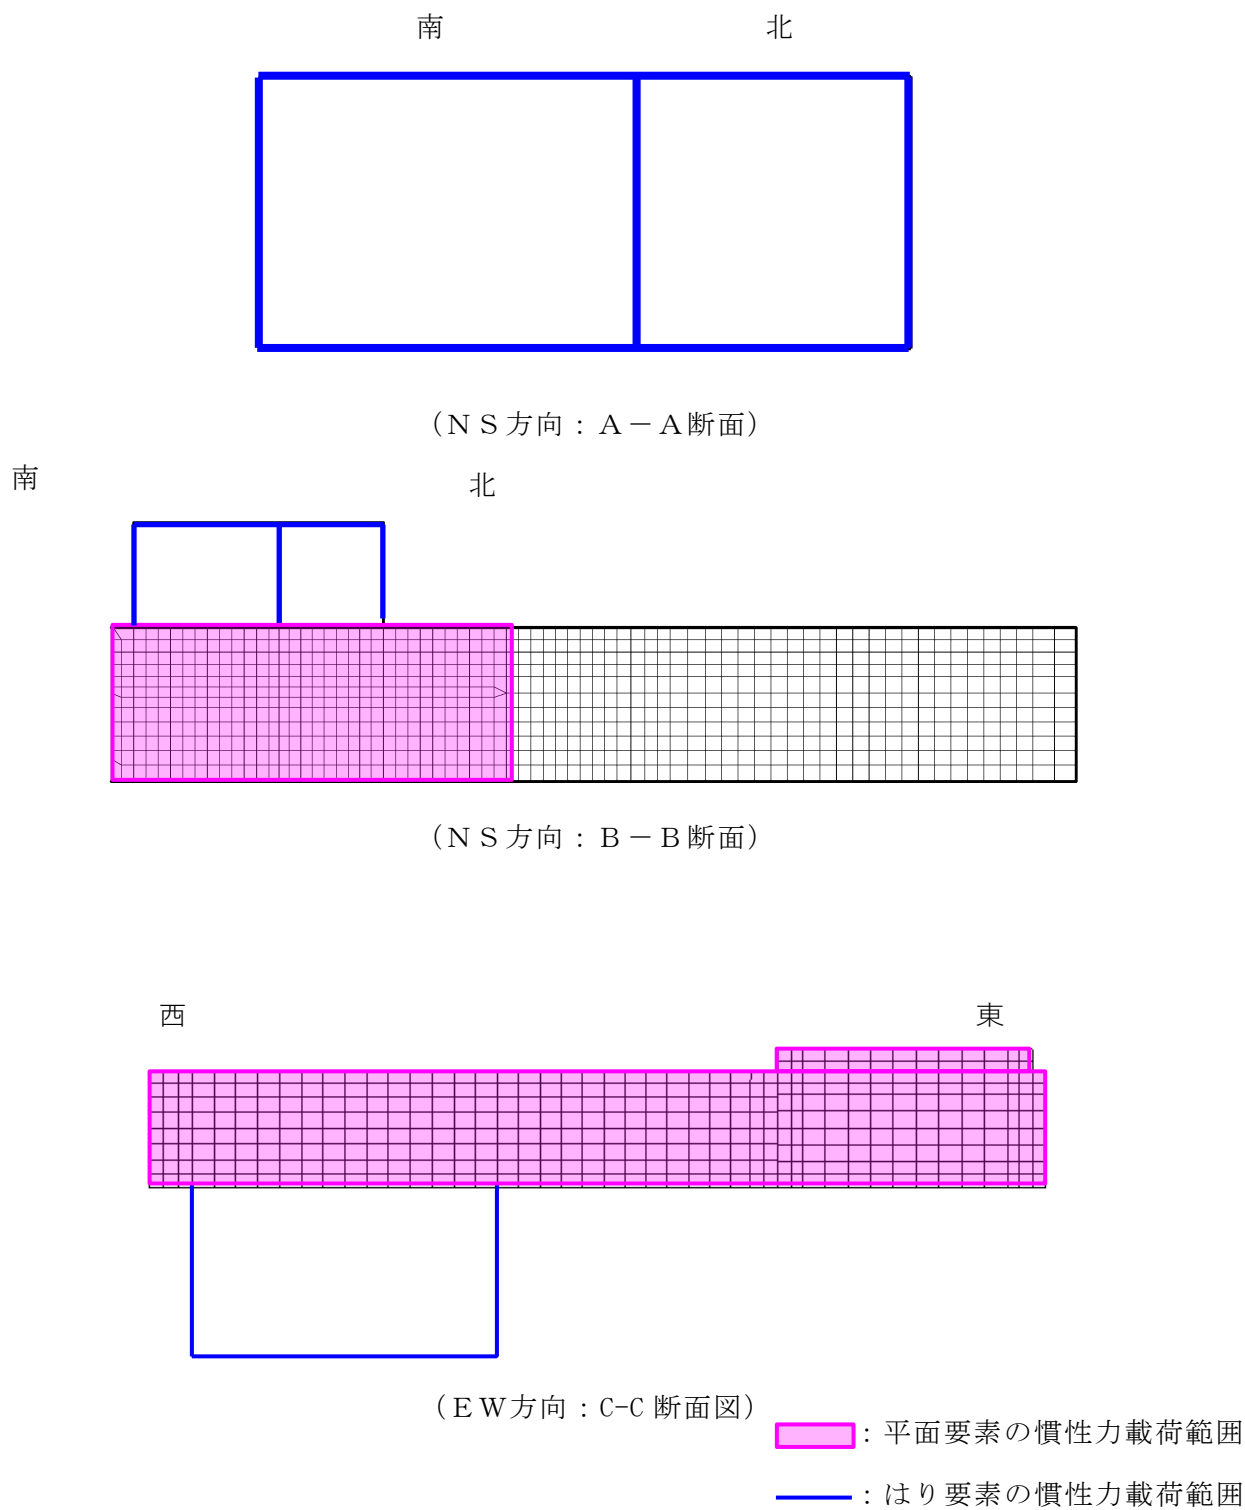 南 北
（ＮＳ方向：Ａ－Ａ断面）
南 北
（ＮＳ方向：Ｂ－Ｂ断面）
西 東
（ＥＷ方向：C-C 断面図）
：平面要素の慣性力載荷範囲
：はり要素の慣性力載荷範囲